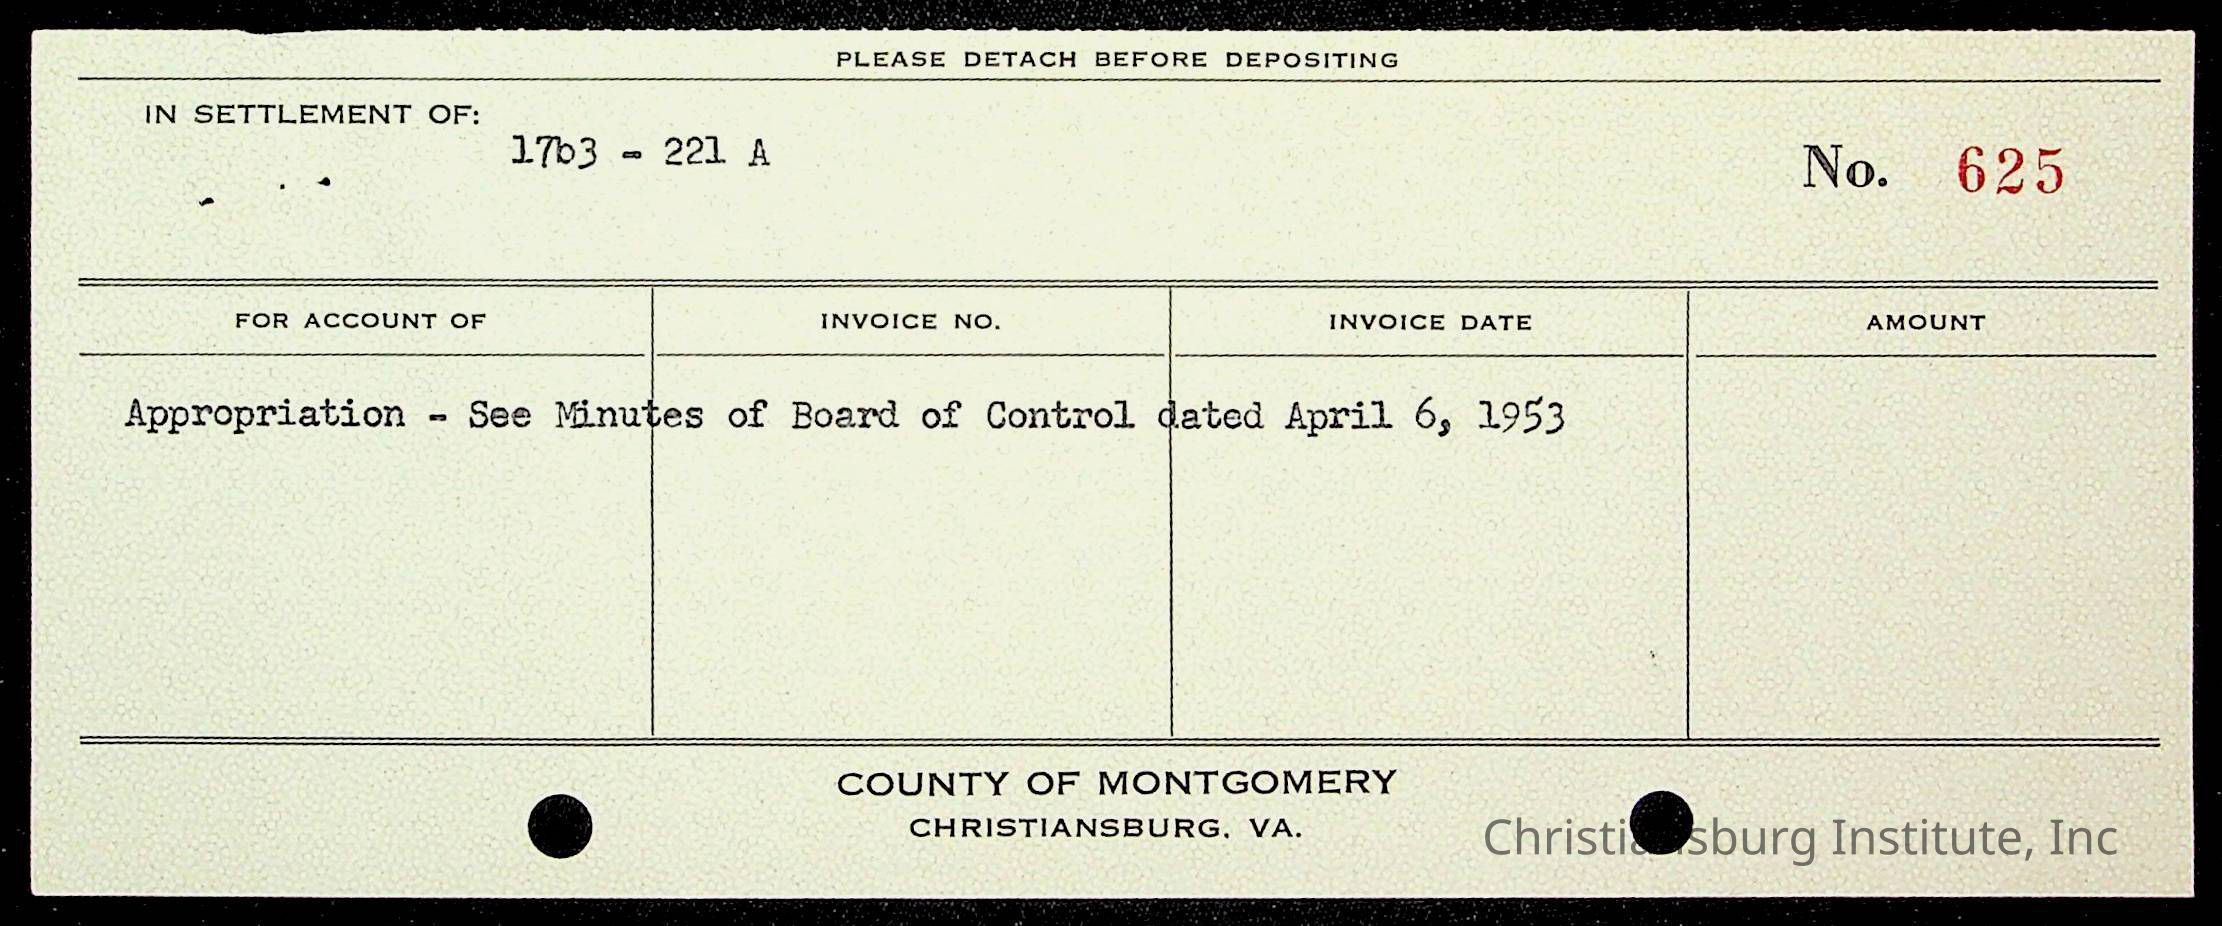 PLEASE DETACH BEFORE DEPOSITING
IN SETTLEMENT OF:
17b3 - 221 A
No. 625
FOR ACCOUNT OF INVOICE NO. INVOICE DATE AMOUNT
Appropriation - See Minutes of Board of Control dated April 6, 1953
COUNTY OF MONTGOMERY
CHRISTIANSBURG, VA.
Christiansburg Institute, Inc